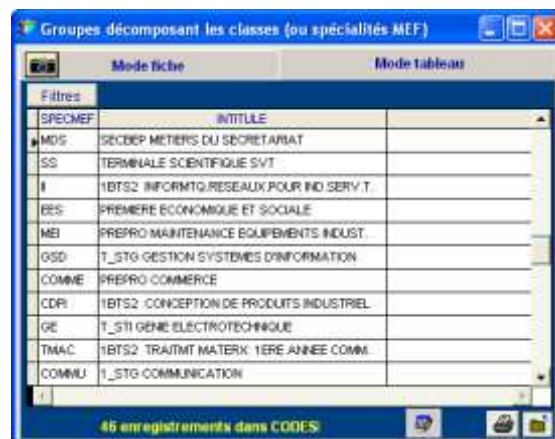 Groupes décomposant les classes (ou spécialités MEF)
Mode fiche Mode tableau
Filtres
SPECMEF INTITULE
MDS SECBEP METIERS DU SECRETARIAT
SS TERMINALE SCIENTIFIQUE SVT
II 1BTS2 INFORMTQ.RESEAUX POUR IND.SERV.T.
EES PREMIERE ECONOMIQUE ET SOCIALE
MEI PREPRO MAINTENANCE EQUIPEMENTS INDUST.
GSD T_STG GESTION SYSTEMES D'INFORMATION
COMME PREPRO COMMERCE
CDPI 1BTS2 CONCEPTION DE PRODUITS INDUSTRIEL
GE T_STI GENIE ELECTROTECHNIQUE
TMAC 1BTS2 TRAITMT MATERX 1ERE ANNEE COMM.
COMMU 1_STG COMMUNICATION
46 enregistrements dans CODES